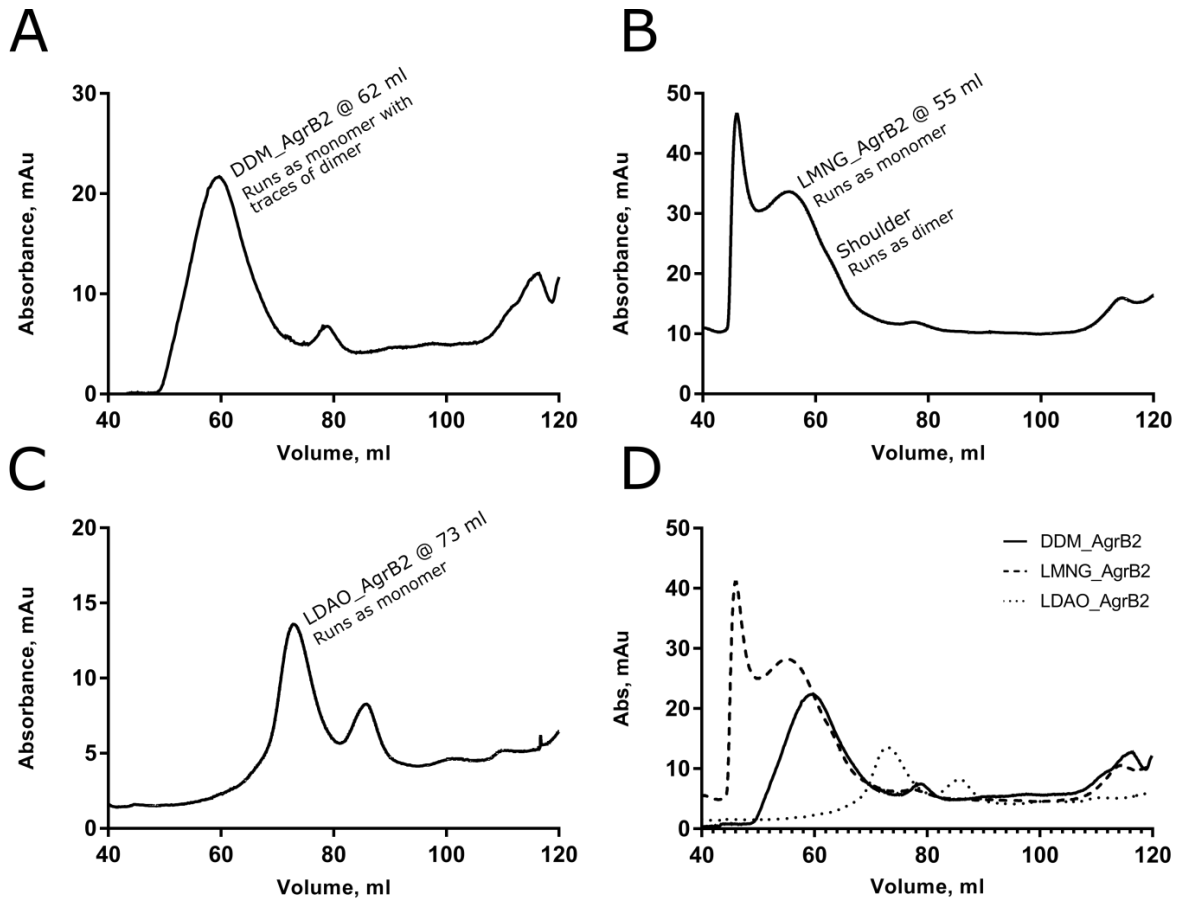 A
30
20
10
0
40
60
80
100
120
Absorbance, mAu
Volume, ml
DDM_AgrB2 @ 62 ml
Runs as monomer with
traces of dimer
B
50
40
30
20
10
0
40
60
80
100
120
Absorbance, mAu
Volume, ml
LMNG_AgrB2 @ 55 ml
Runs as monomer
Shoulder
Runs as dimer
C
20
15
10
5
0
40
60
80
100
120
Absorbance, mAu
Volume, ml
LDAO_AgrB2 @ 73 ml
Runs as monomer
D
50
40
30
20
10
0
40
60
80
100
120
Abs, mAu
Volume, ml
DDM_AgrB2
LMNG_AgrB2
LDAO_AgrB2